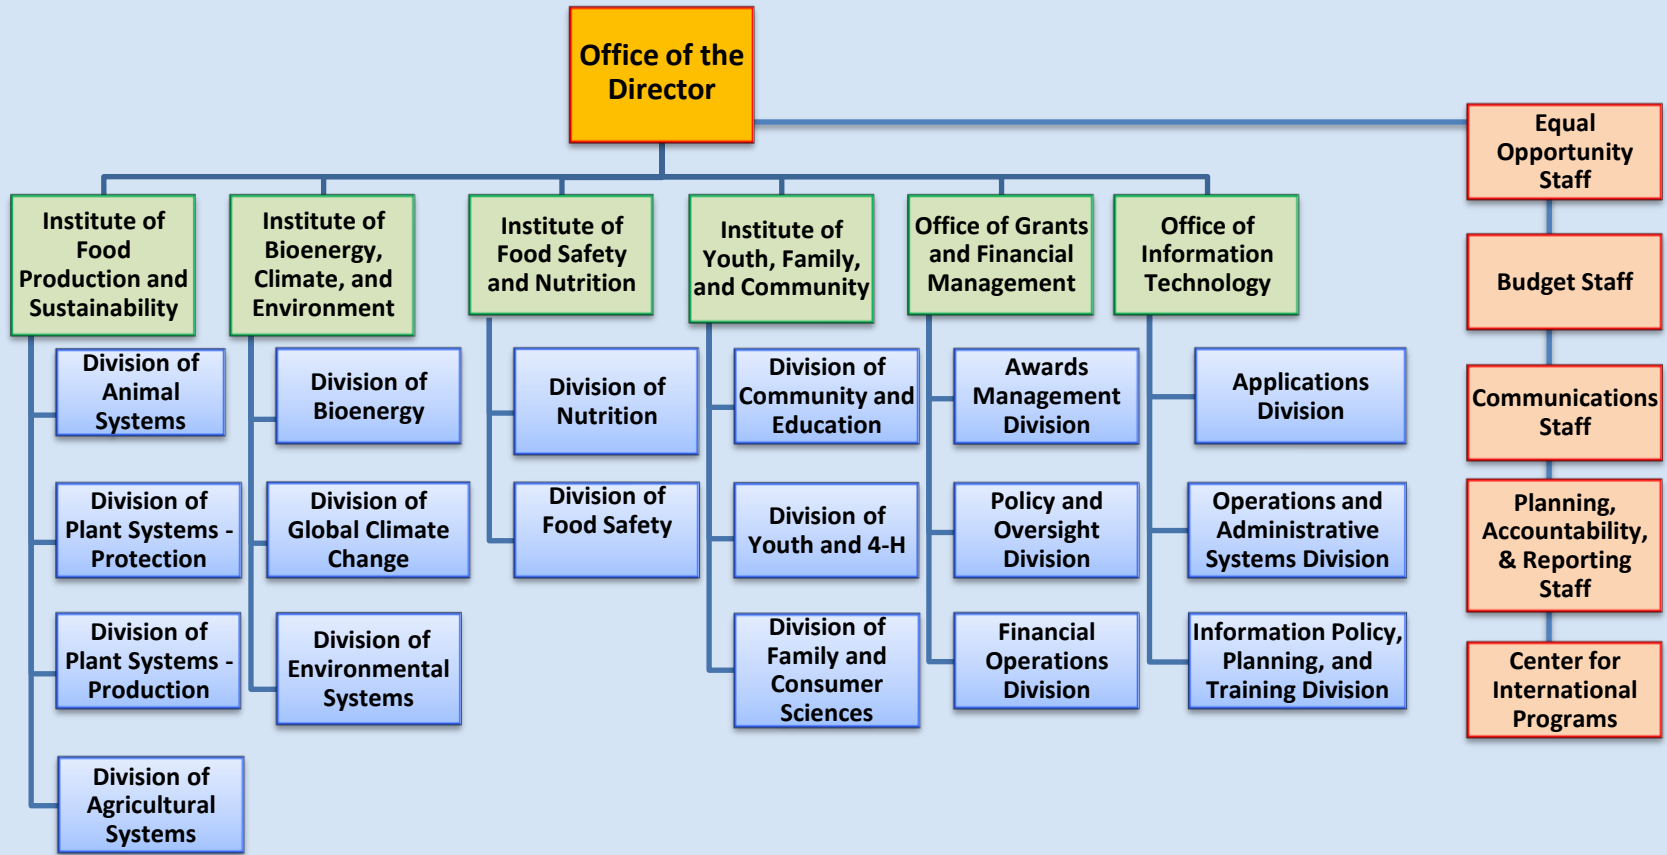 Office of the
Director
Equal
Opportunity
Staff
Budget Staff
Communications
Staff
Planning,
Accountability,
& Reporting
Staff
Center for
International
Programs
Institute of
Food
Production and
Sustainability
Division of
Animal
Systems
Division of
Plant Systems -
Protection
Division of
Plant Systems -
Production
Division of
Agricultural
Systems
Institute of
Bioenergy,
Climate, and
Environment
Division of
Bioenergy
Division of
Global Climate
Change
Division of
Environmental
Systems
Institute of
Food Safety
and Nutrition
Division of
Nutrition
Division of
Food Safety
Institute of
Youth, Family,
and Community
Division of
Community and
Education
Division of
Youth and 4-H
Division of
Family and
Consumer
Sciences
Office of Grants
and Financial
Management
Awards
Management
Division
Policy and
Oversight
Division
Financial
Operations
Division
Office of
Information
Technology
Applications
Division
Operations and
Administrative
Systems Division
Information Policy,
Planning, and
Training Division